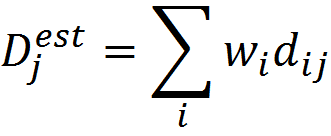 D_j^{est} = \sum_i w_i d_{ij}